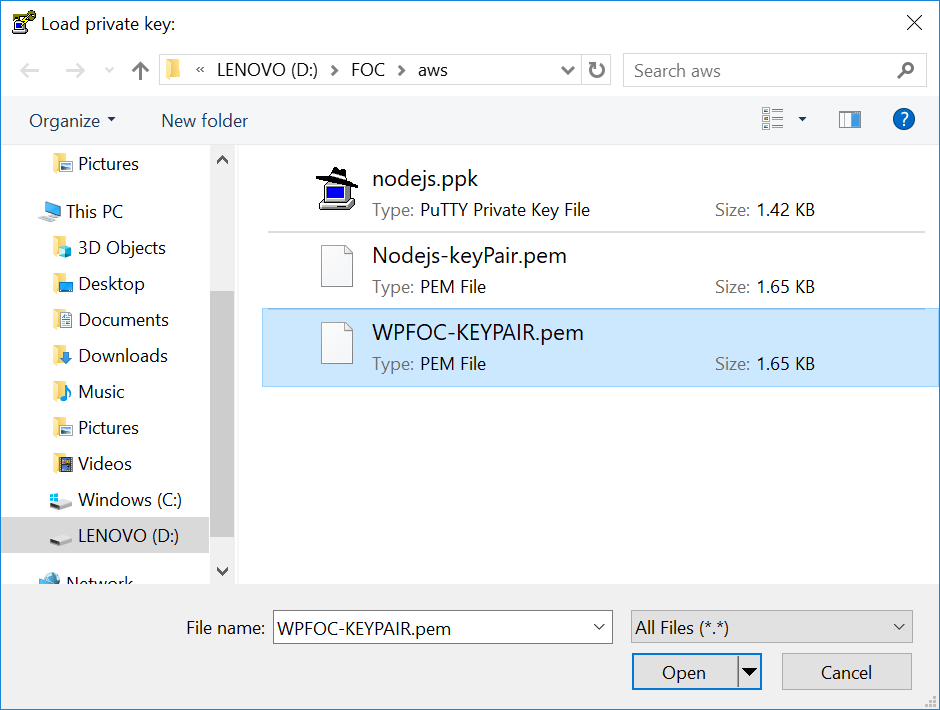 Load private key:
« LENOVO (D:) > FOC > aws
Search aws
Organize
New folder
?
Pictures
This PC
3D Objects
Desktop
Documents
Downloads
Music
Pictures
Videos
Windows (C:)
LENOVO (D:)
Network
nodejs.ppk
Type: PuTTY Private Key File Size: 1.42 KB
Nodejs-keyPair.pem
Type: PEM File Size: 1.65 KB
WPFOC-KEYPAIR.pem
Type: PEM File Size: 1.65 KB
File name: WPFOC-KEYPAIR.pem All Files (*.*)
Open Cancel